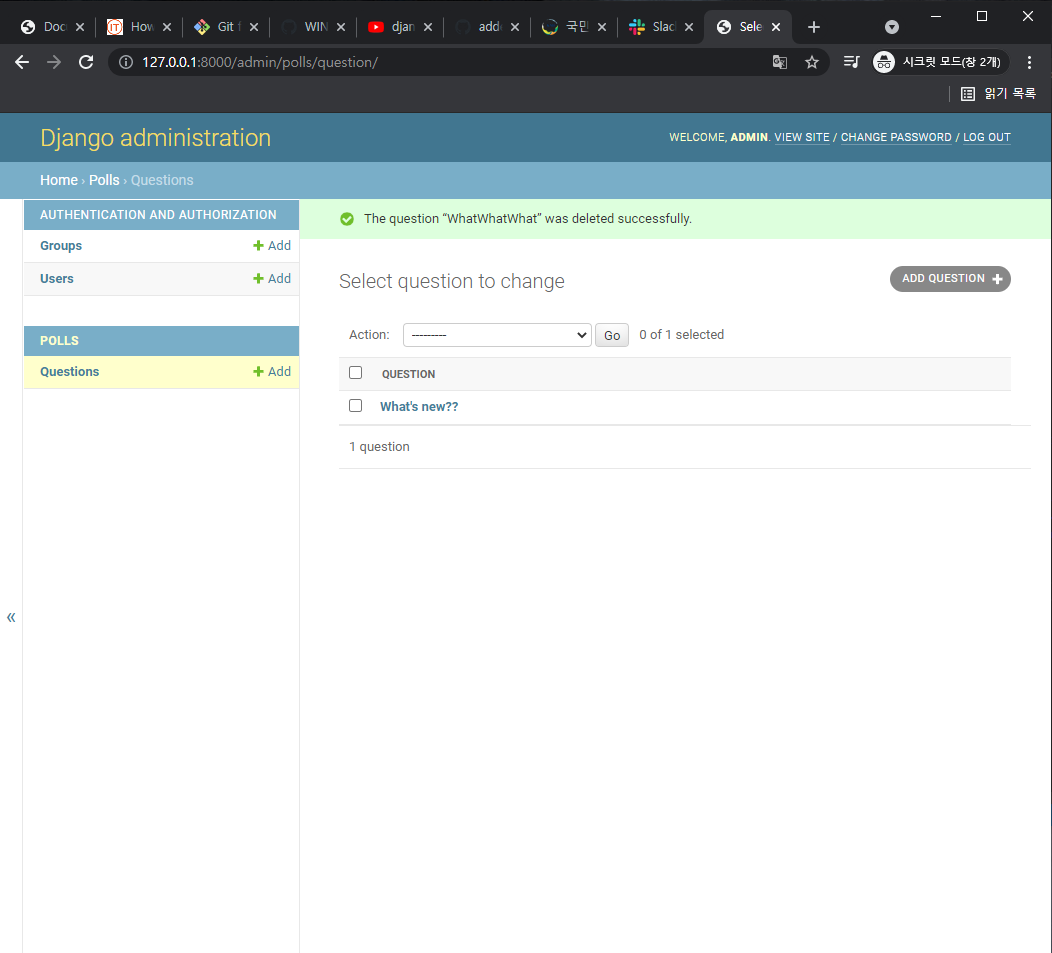 Doc
How
Git f
WIN
djan
adde
국민
Slac
Sele
127.0.0.1:8000/admin/polls/question/
시크릿 모드(창 2개)
읽기 목록
Django administration
WELCOME, ADMIN. VIEW SITE / CHANGE PASSWORD / LOG OUT
Home › Polls › Questions
AUTHENTICATION AND AUTHORIZATION
Groups + Add
Users + Add
POLLS
Questions + Add
«
The question “WhatWhatWhat” was deleted successfully.
Select question to change
ADD QUESTION +
Action: --------- Go 0 of 1 selected
QUESTION
What's new??
1 question